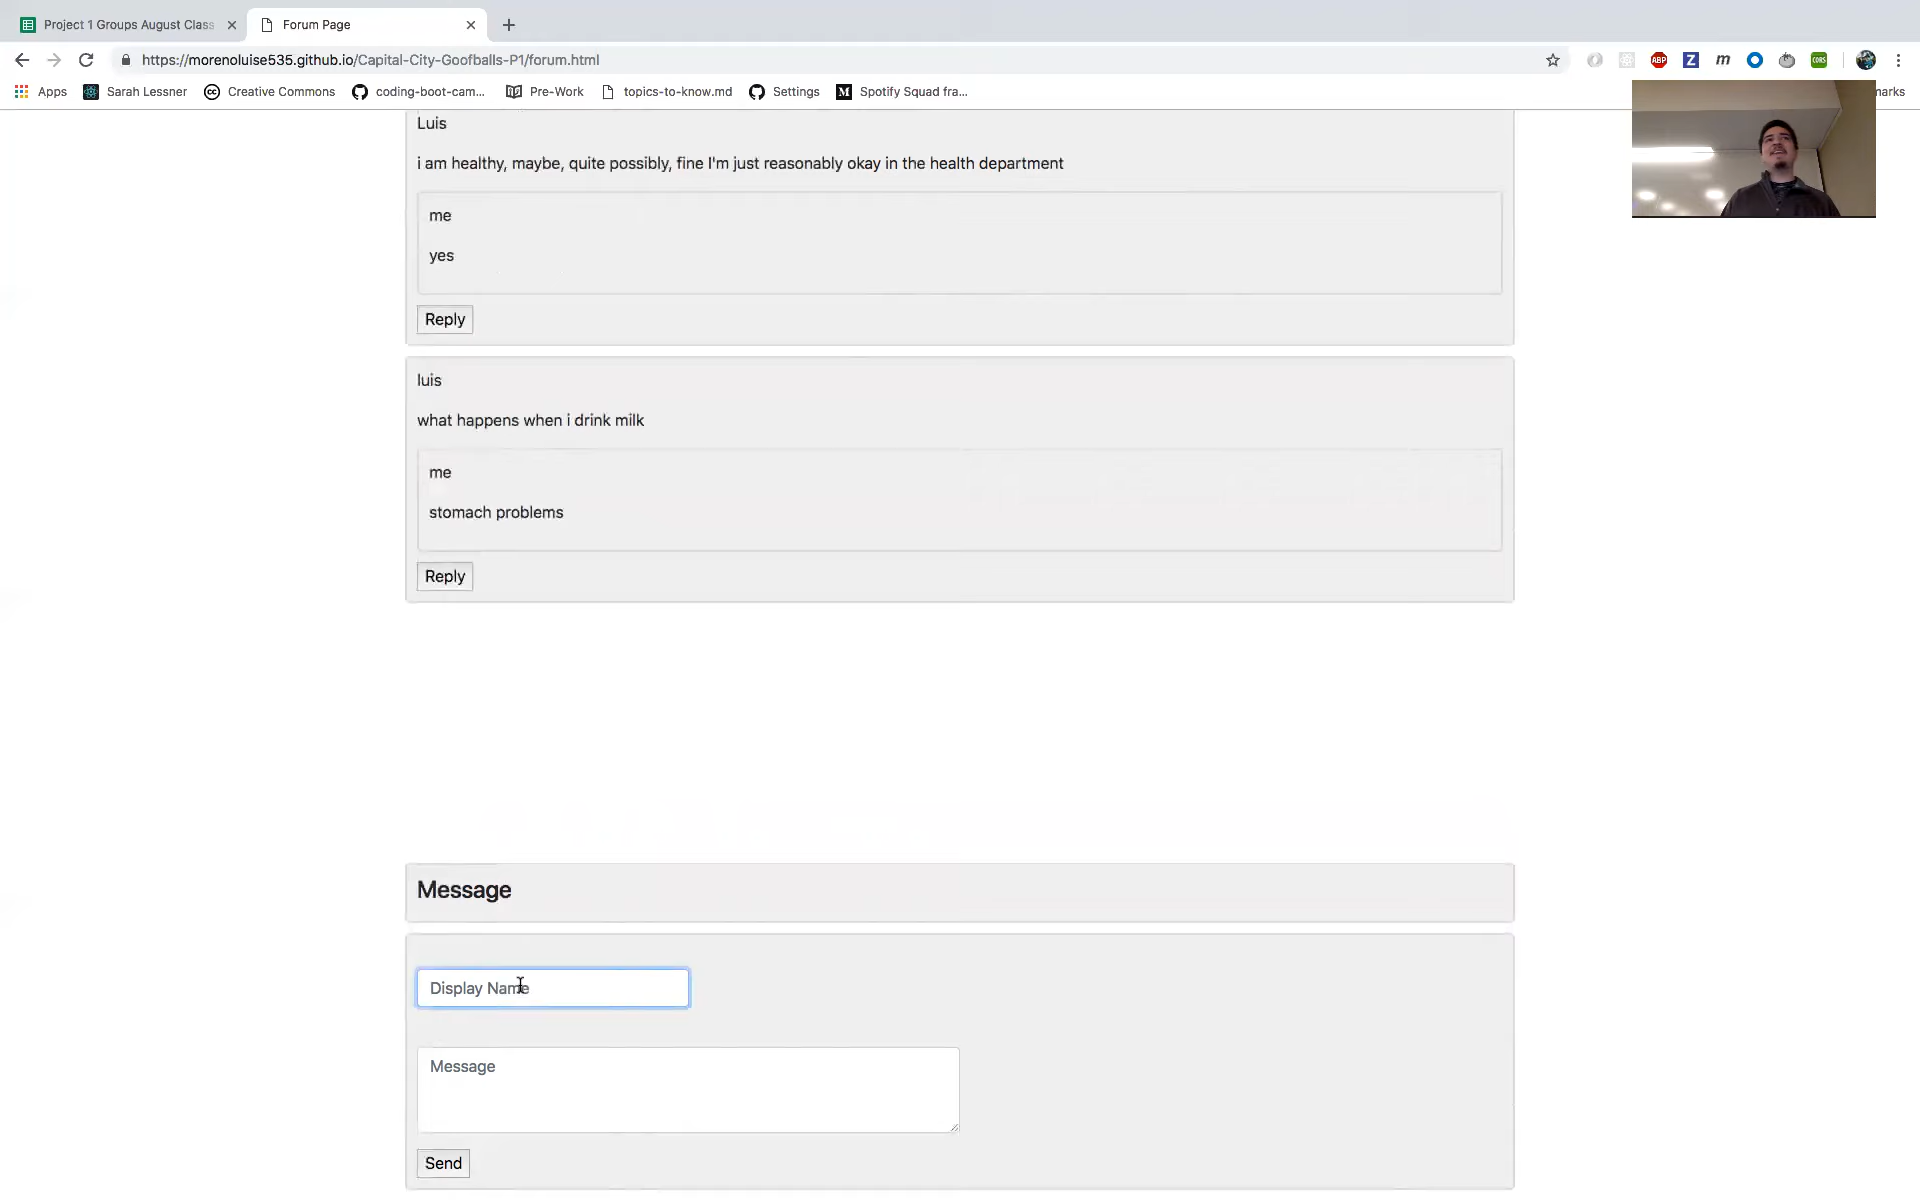 Project 1 Groups August Class
Forum Page
https://morenoluise535.github.io/Capital-City-Goofballs-P1/forum.html
ABP
Z
m
CORS
Apps
Sarah Lessner
Creative Commons
coding-boot-cam...
Pre-Work
topics-to-know.md
Settings
M
Spotify Squad fra...
marks
Luis
i am healthy, maybe, quite possibly, fine I'm just reasonably okay in the health department
me
yes
Reply
luis
what happens when i drink milk
me
stomach problems
Reply
Message
Display Name
Message
Send